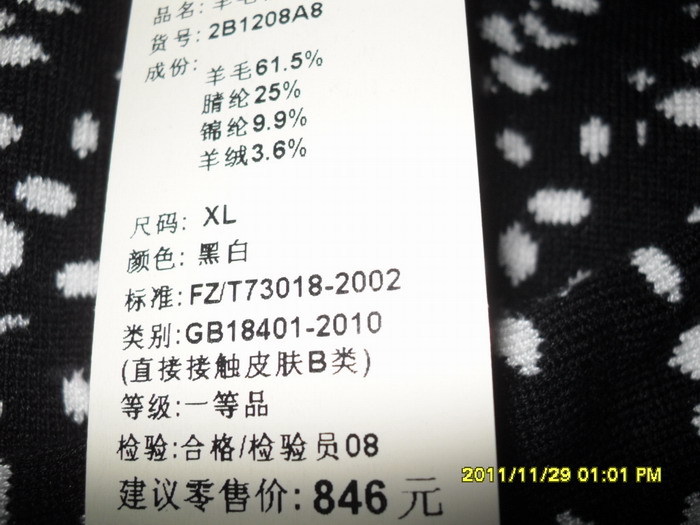 品名: 羊毛
货号: 2B1208A8
成份: 羊毛61.5%
腈纶25%
锦纶9.9%
羊绒3.6%
尺码: XL
颜色: 黑白
标准: FZ/T73018-2002
类别: GB18401-2010
(直接接触皮肤B类)
等级:一等品
检验:合格/检验员08
建议零售价: 846 元
2011/11/29 01:01 PM